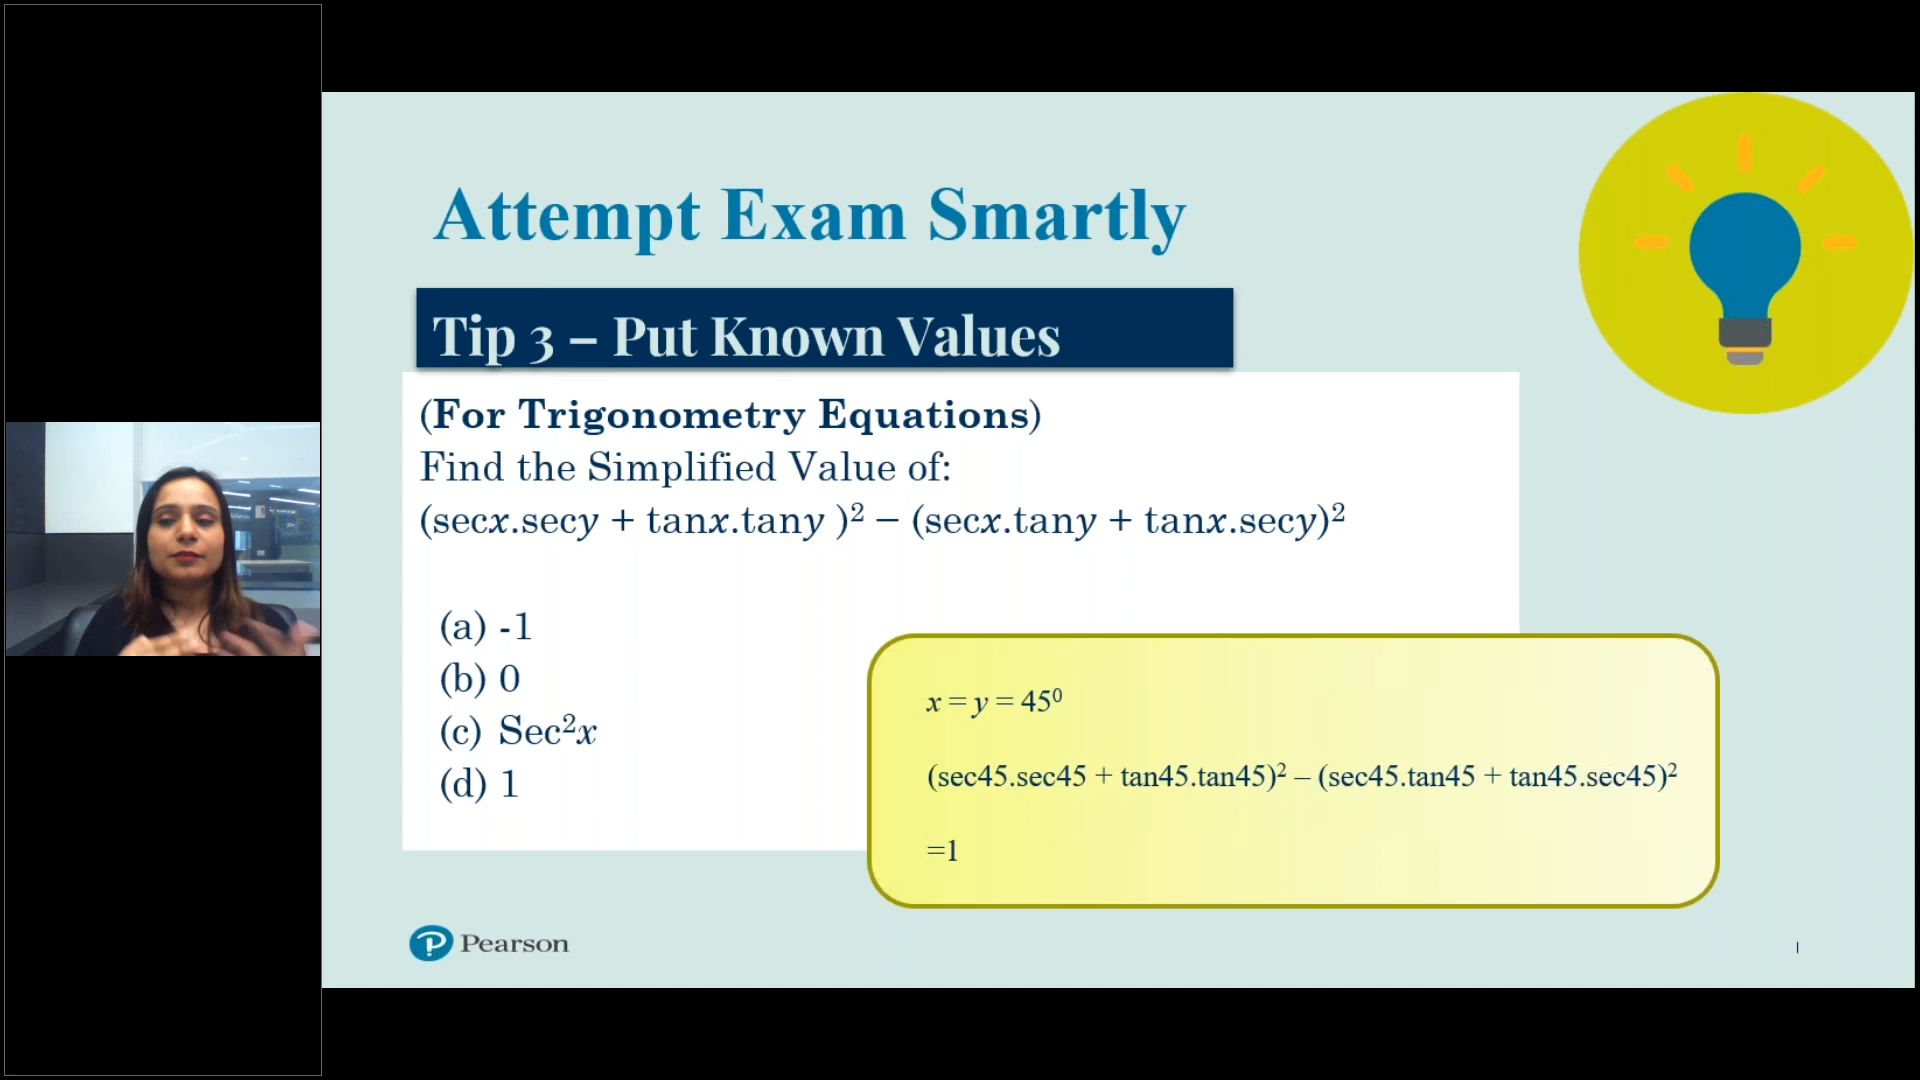 Attempt Exam Smartly
Tip 3 – Put Known Values
(For Trigonometry Equations)
Find the Simplified Value of:
(secx.secy + tanx.tany )² − (secx.tany + tanx.secy)²
(a) -1
(b) 0
(c) Sec²x
(d) 1
x = y = 45⁰
(sec45.sec45 + tan45.tan45)² – (sec45.tan45 + tan45.sec45)²
=1
Pearson